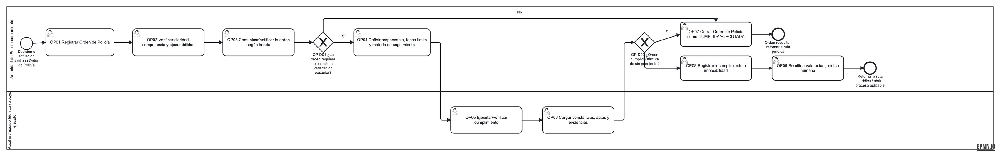 Autoridad de Policía competente
Decisión o
actuación
contiene Orden
de Policía
OP01 Registrar Orden de Policía
OP02 Verificar claridad,
competencia y ejecutabilidad
OP03 Comunicar/notificar la orden
según la ruta
OP-D01 ¿La
orden requiere
ejecución o
verificación
posterior?
No
Sí
OP04 Definir responsable, fecha límite
y método de seguimiento
OP-D02 ¿Orden
cumplida/ejecuta
da sin pendiente?
No
Sí
OP07 Cerrar Orden de Policía
como CUMPLIDA/EJECUTADA
Orden resuelta ·
retornar a ruta
jurídica
OP08 Registrar incumplimiento o
imposibilidad
OP09 Remitir a valoración jurídica
humana
Retornar a ruta
jurídica / abrir
proceso aplicable
Auxiliar / equipo técnico / apoyo
ejecutor
OP05 Ejecutar/verificar
cumplimiento
OP06 Cargar constancias, actas y
evidencias
BPMN.iO